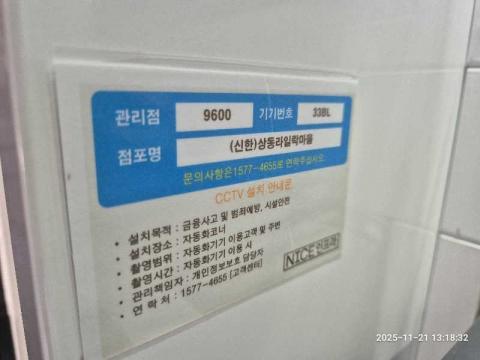 관리점 9600 기기번호 33BL
점포명 (신한)상동라일락마을
문의사항은1577-4655로 연락주십시오.
CCTV 설치 안내문
• 설치목적 : 금융사고 및 범죄예방, 시설안전
• 설치장소 : 자동화코너
• 촬영범위 : 자동화기기 이용고객 및 주변
• 촬영시간 : 자동화기기 이용 시
• 관리책임자 : 개인정보보호 담당자
• 연 락 처 : 1577-4655 [고객센터]
NICE 인프라
2025-11-21 13:18:32